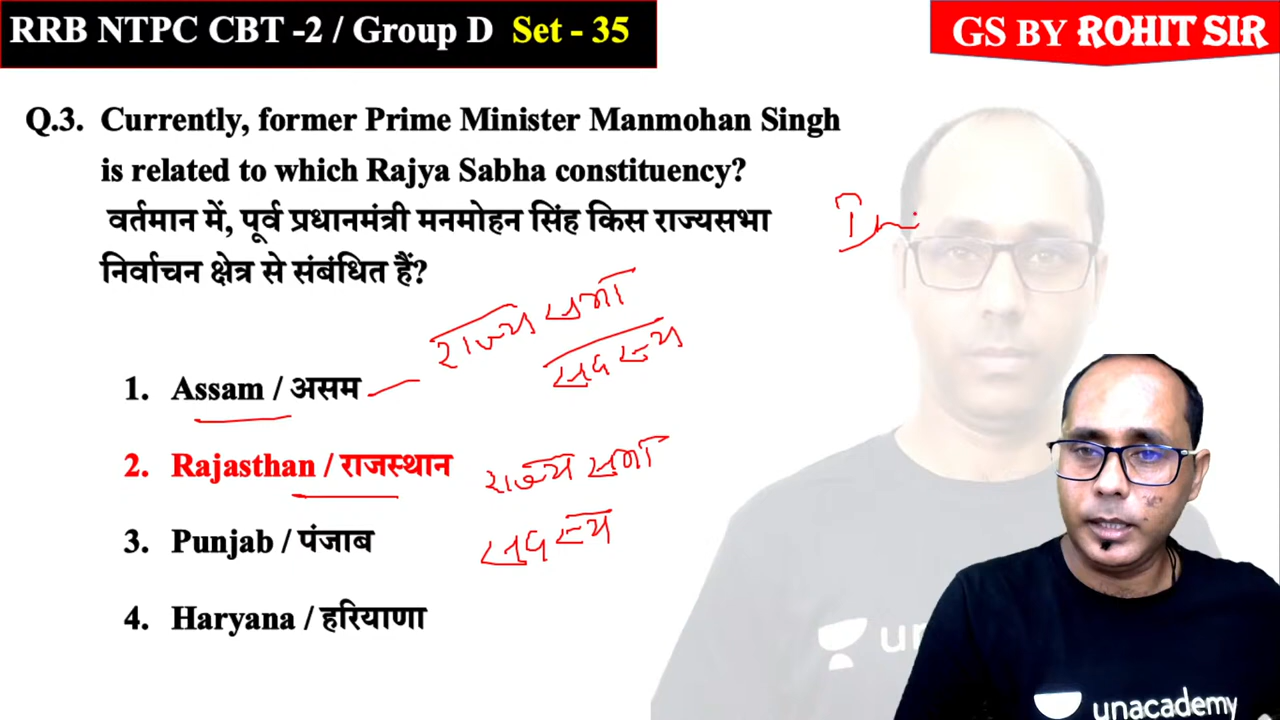 RRB NTPC CBT -2 / Group D Set - 35
GS BY ROHIT SIR
Q.3. Currently, former Prime Minister Manmohan Singh
is related to which Rajya Sabha constituency?
वर्तमान में, पूर्व प्रधानमंत्री मनमोहन सिंह किस राज्यसभा
निर्वाचन क्षेत्र से संबंधित हैं?
राज्य सभा
सदस्य
1. Assam / असम
2. Rajasthan / राजस्थान
राज्य सभा
सदस्य
3. Punjab / पंजाब
4. Haryana / हरियाणा
un
unacademy